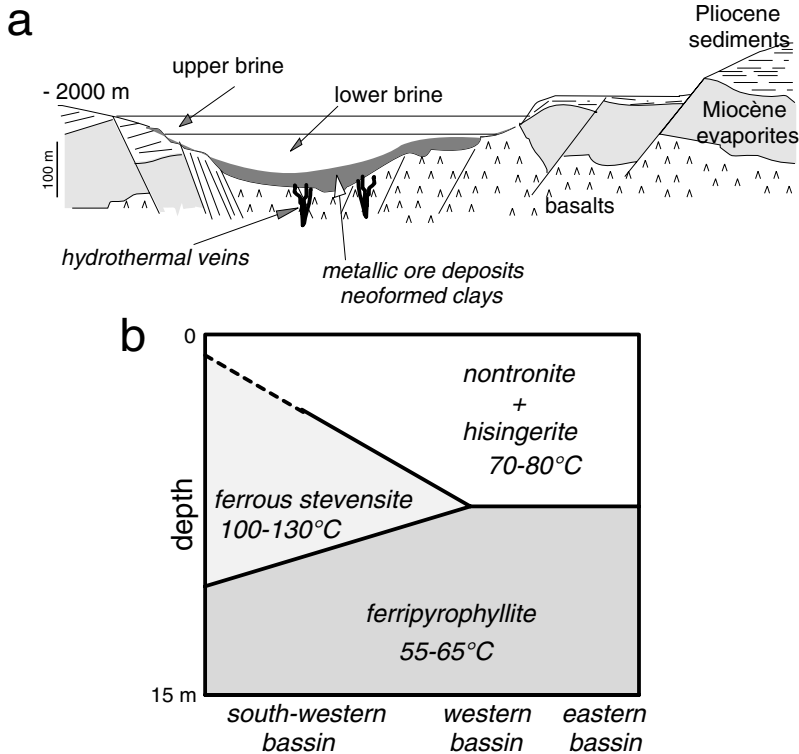 a
Pliocene
sediments
upper brine
- 2000 m
lower brine
Miocène
evaporites
100 m
basalts
hydrothermal veins
metallic ore deposits
neoformed clays
b
0
nontronite
+
hisingerite
70-80°C
depth
ferrous stevensite
100-130°C
ferripyrophyllite
55-65°C
15 m
south-western
bassin
western
bassin
eastern
bassin